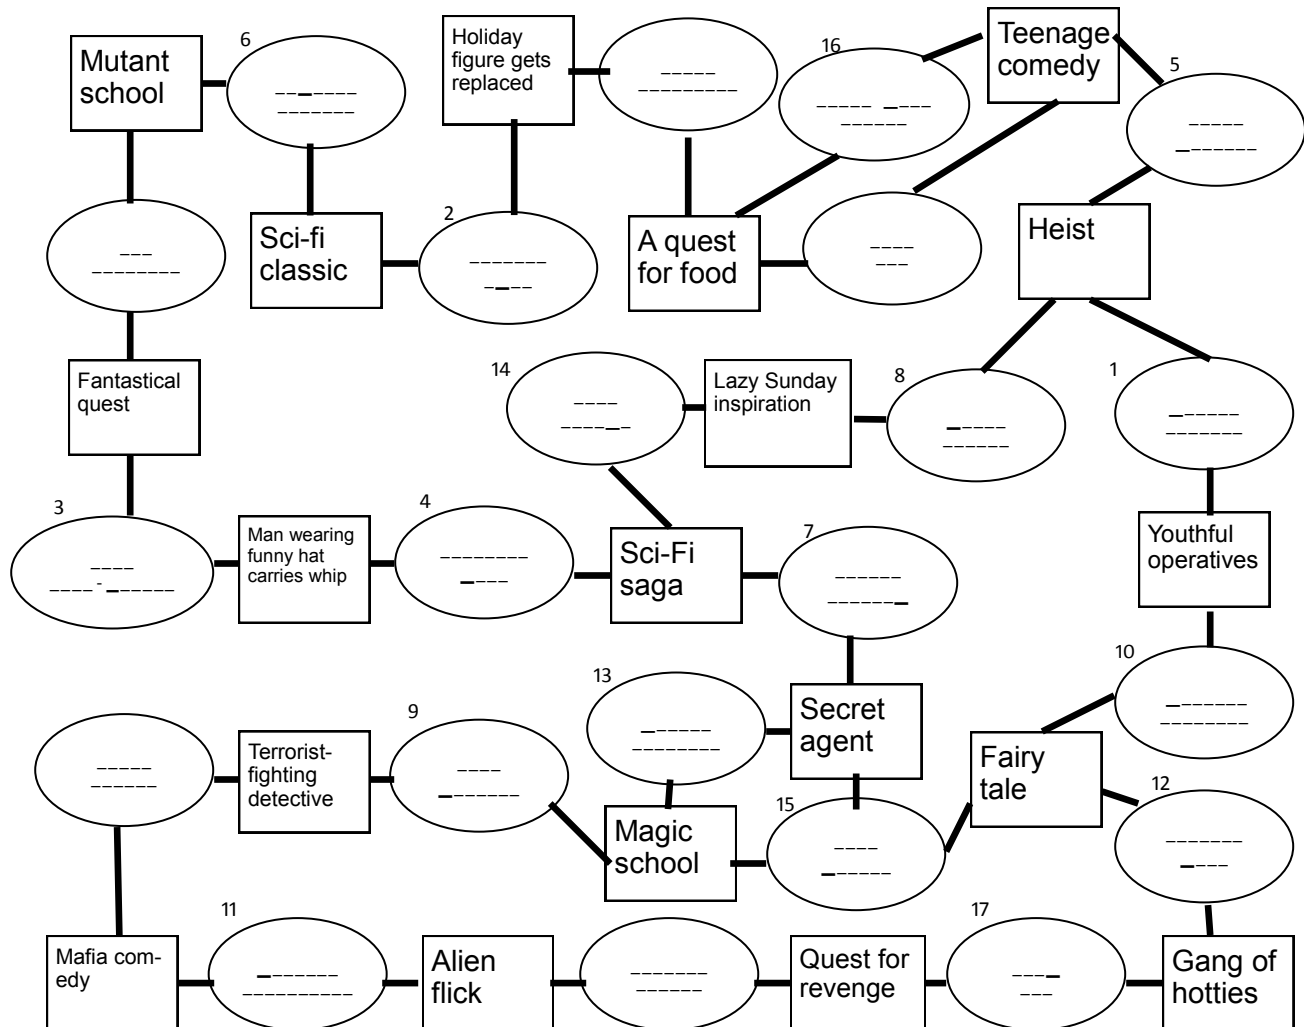 6
Mutant
school
Holiday
figure gets
replaced
16
Teenage
comedy
5
Sci-fi
classic
2
A quest
for food
Heist
Fantastical
quest
14
Lazy Sunday
inspiration
8
1
3
Man wearing
funny hat
carries whip
4
Sci-Fi
saga
7
Youthful
operatives
10
Terrorist-
fighting
detective
9
13
Secret
agent
Magic
school
15
Fairy
tale
12
Mafia com-
edy
11
Alien
flick
Quest for
revenge
17
Gang of
hotties